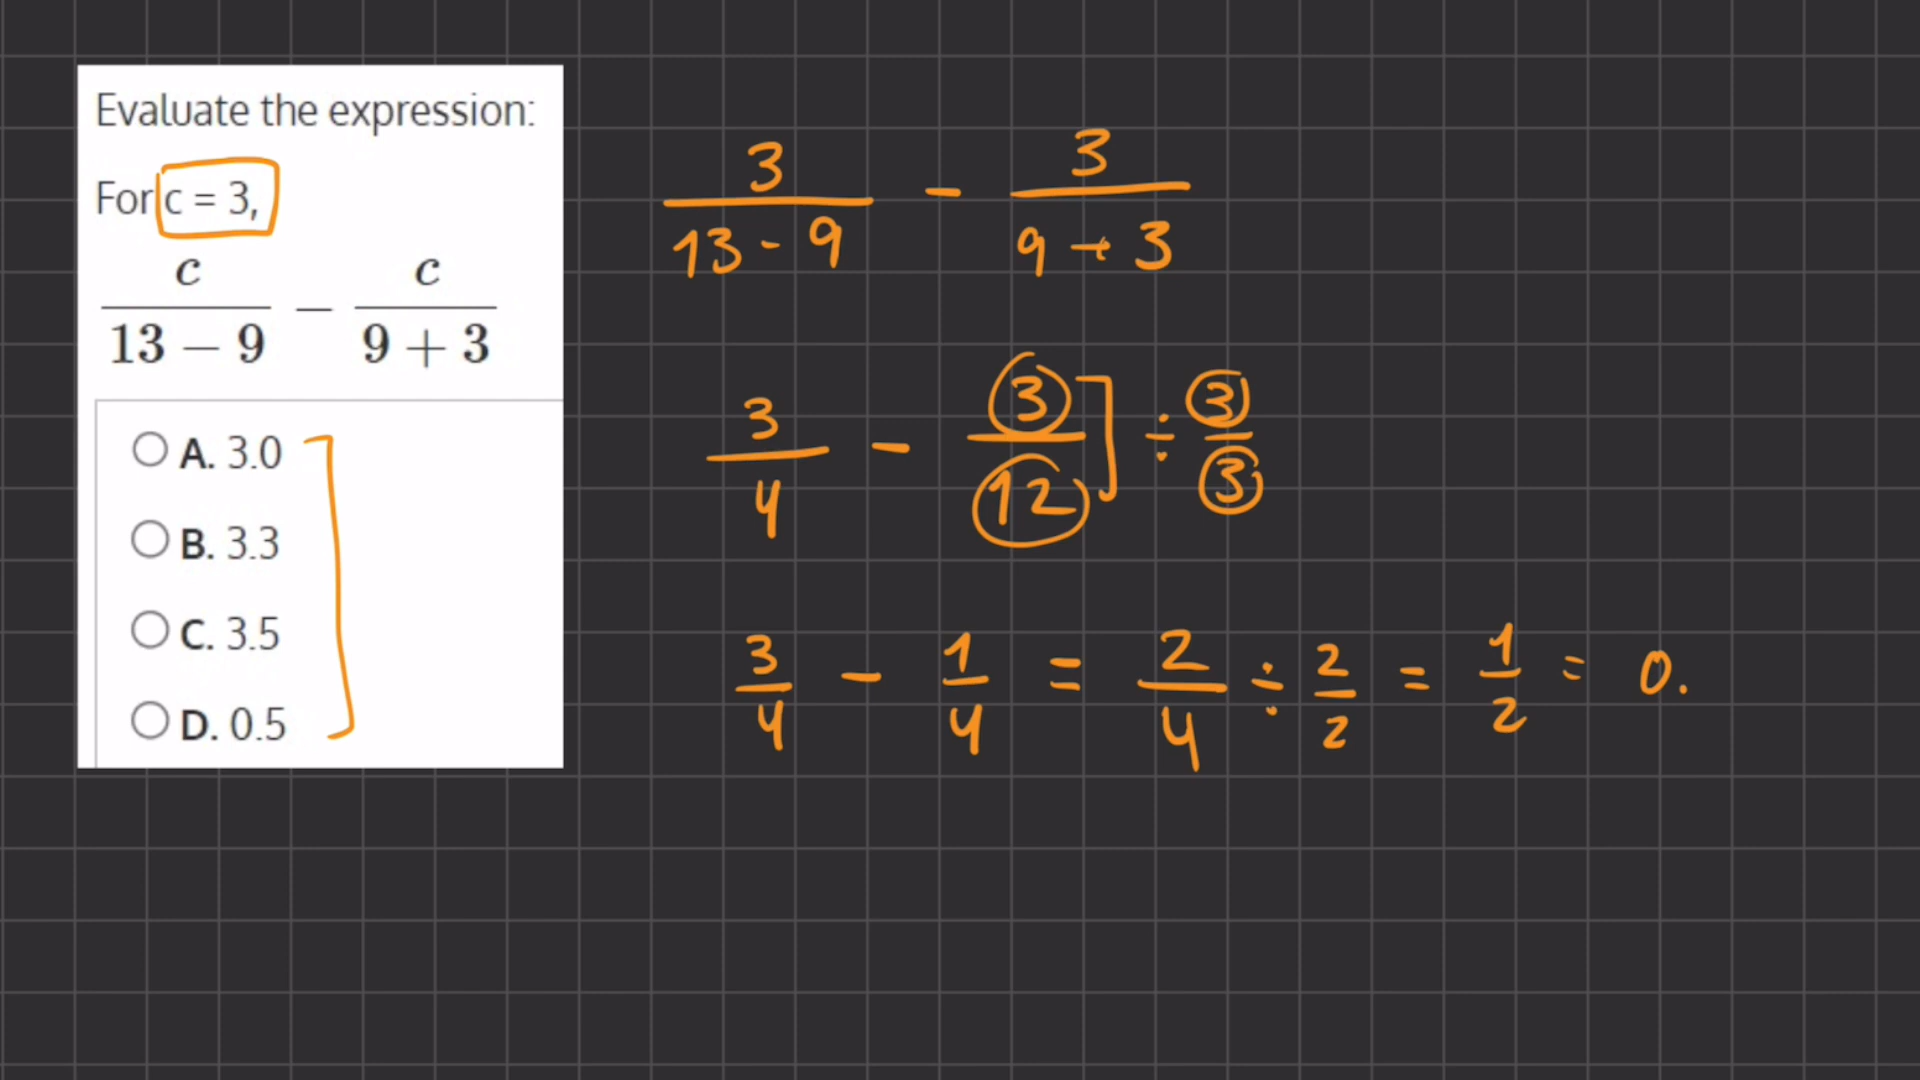 Evaluate the expression:
For c = 3,
c/(13 − 9) − c/(9 + 3)
A. 3.0
B. 3.3
C. 3.5
D. 0.5
3/(13 - 9) - 3/(9 + 3)
3/4 - 3/12] ÷ 3/3
3/4 - 1/4 = 2/4 ÷ 2/2 = 1/2 = 0.